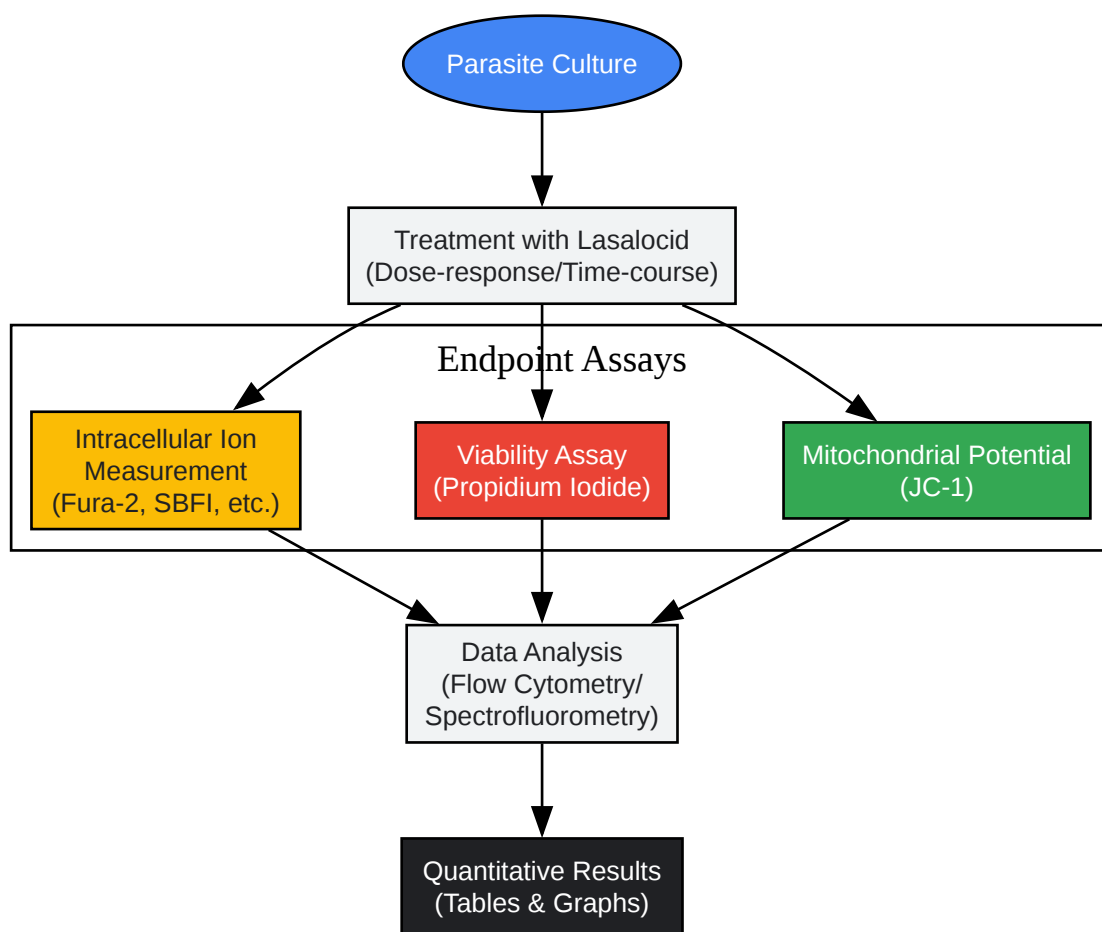 Parasite Culture
Treatment with Lasalocid
(Dose-response/Time-course)
Endpoint Assays
Intracellular Ion
Measurement
(Fura-2, SBFI, etc.)
Viability Assay
(Propidium Iodide)
Mitochondrial Potential
(JC-1)
Data Analysis
(Flow Cytometry/
Spectrofluorometry)
Quantitative Results
(Tables & Graphs)